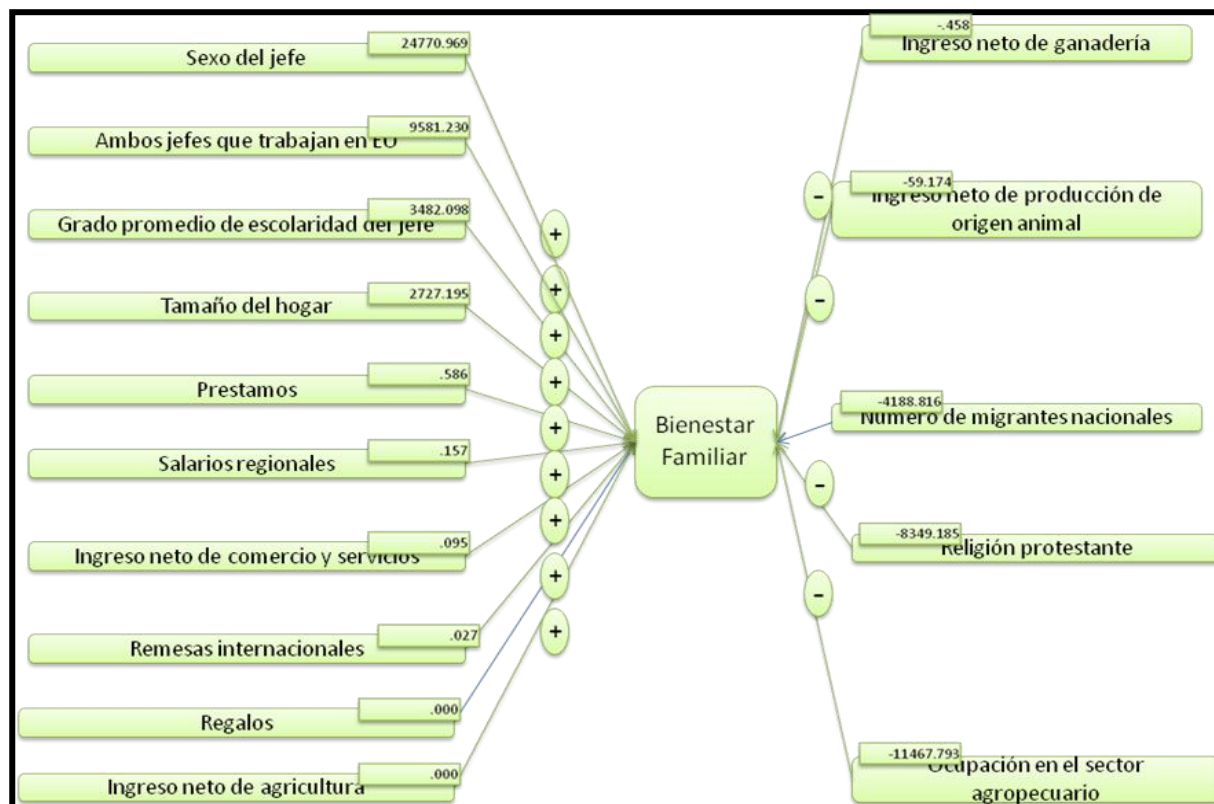 24770.969
Sexo del jefe
9581.230
Ambos jefes que trabajan en EU
3482.098
Grado promedio de escolaridad del jefe
2727.195
Tamaño del hogar
.586
Prestamos
.157
Salarios regionales
.095
Ingreso neto de comercio y servicios
.027
Remesas internacionales
.000
Regalos
.000
Ingreso neto de agricultura
+
+
+
+
+
+
+
+
+
Bienestar
Familiar
-.458
Ingreso neto de ganadería
-59.174
Ingreso neto de producción de
origen animal
-4188.816
Número de migrantes nacionales
-8349.185
Religión protestante
-11467.793
Ocupación en el sector
agropecuario
–
–
–
–